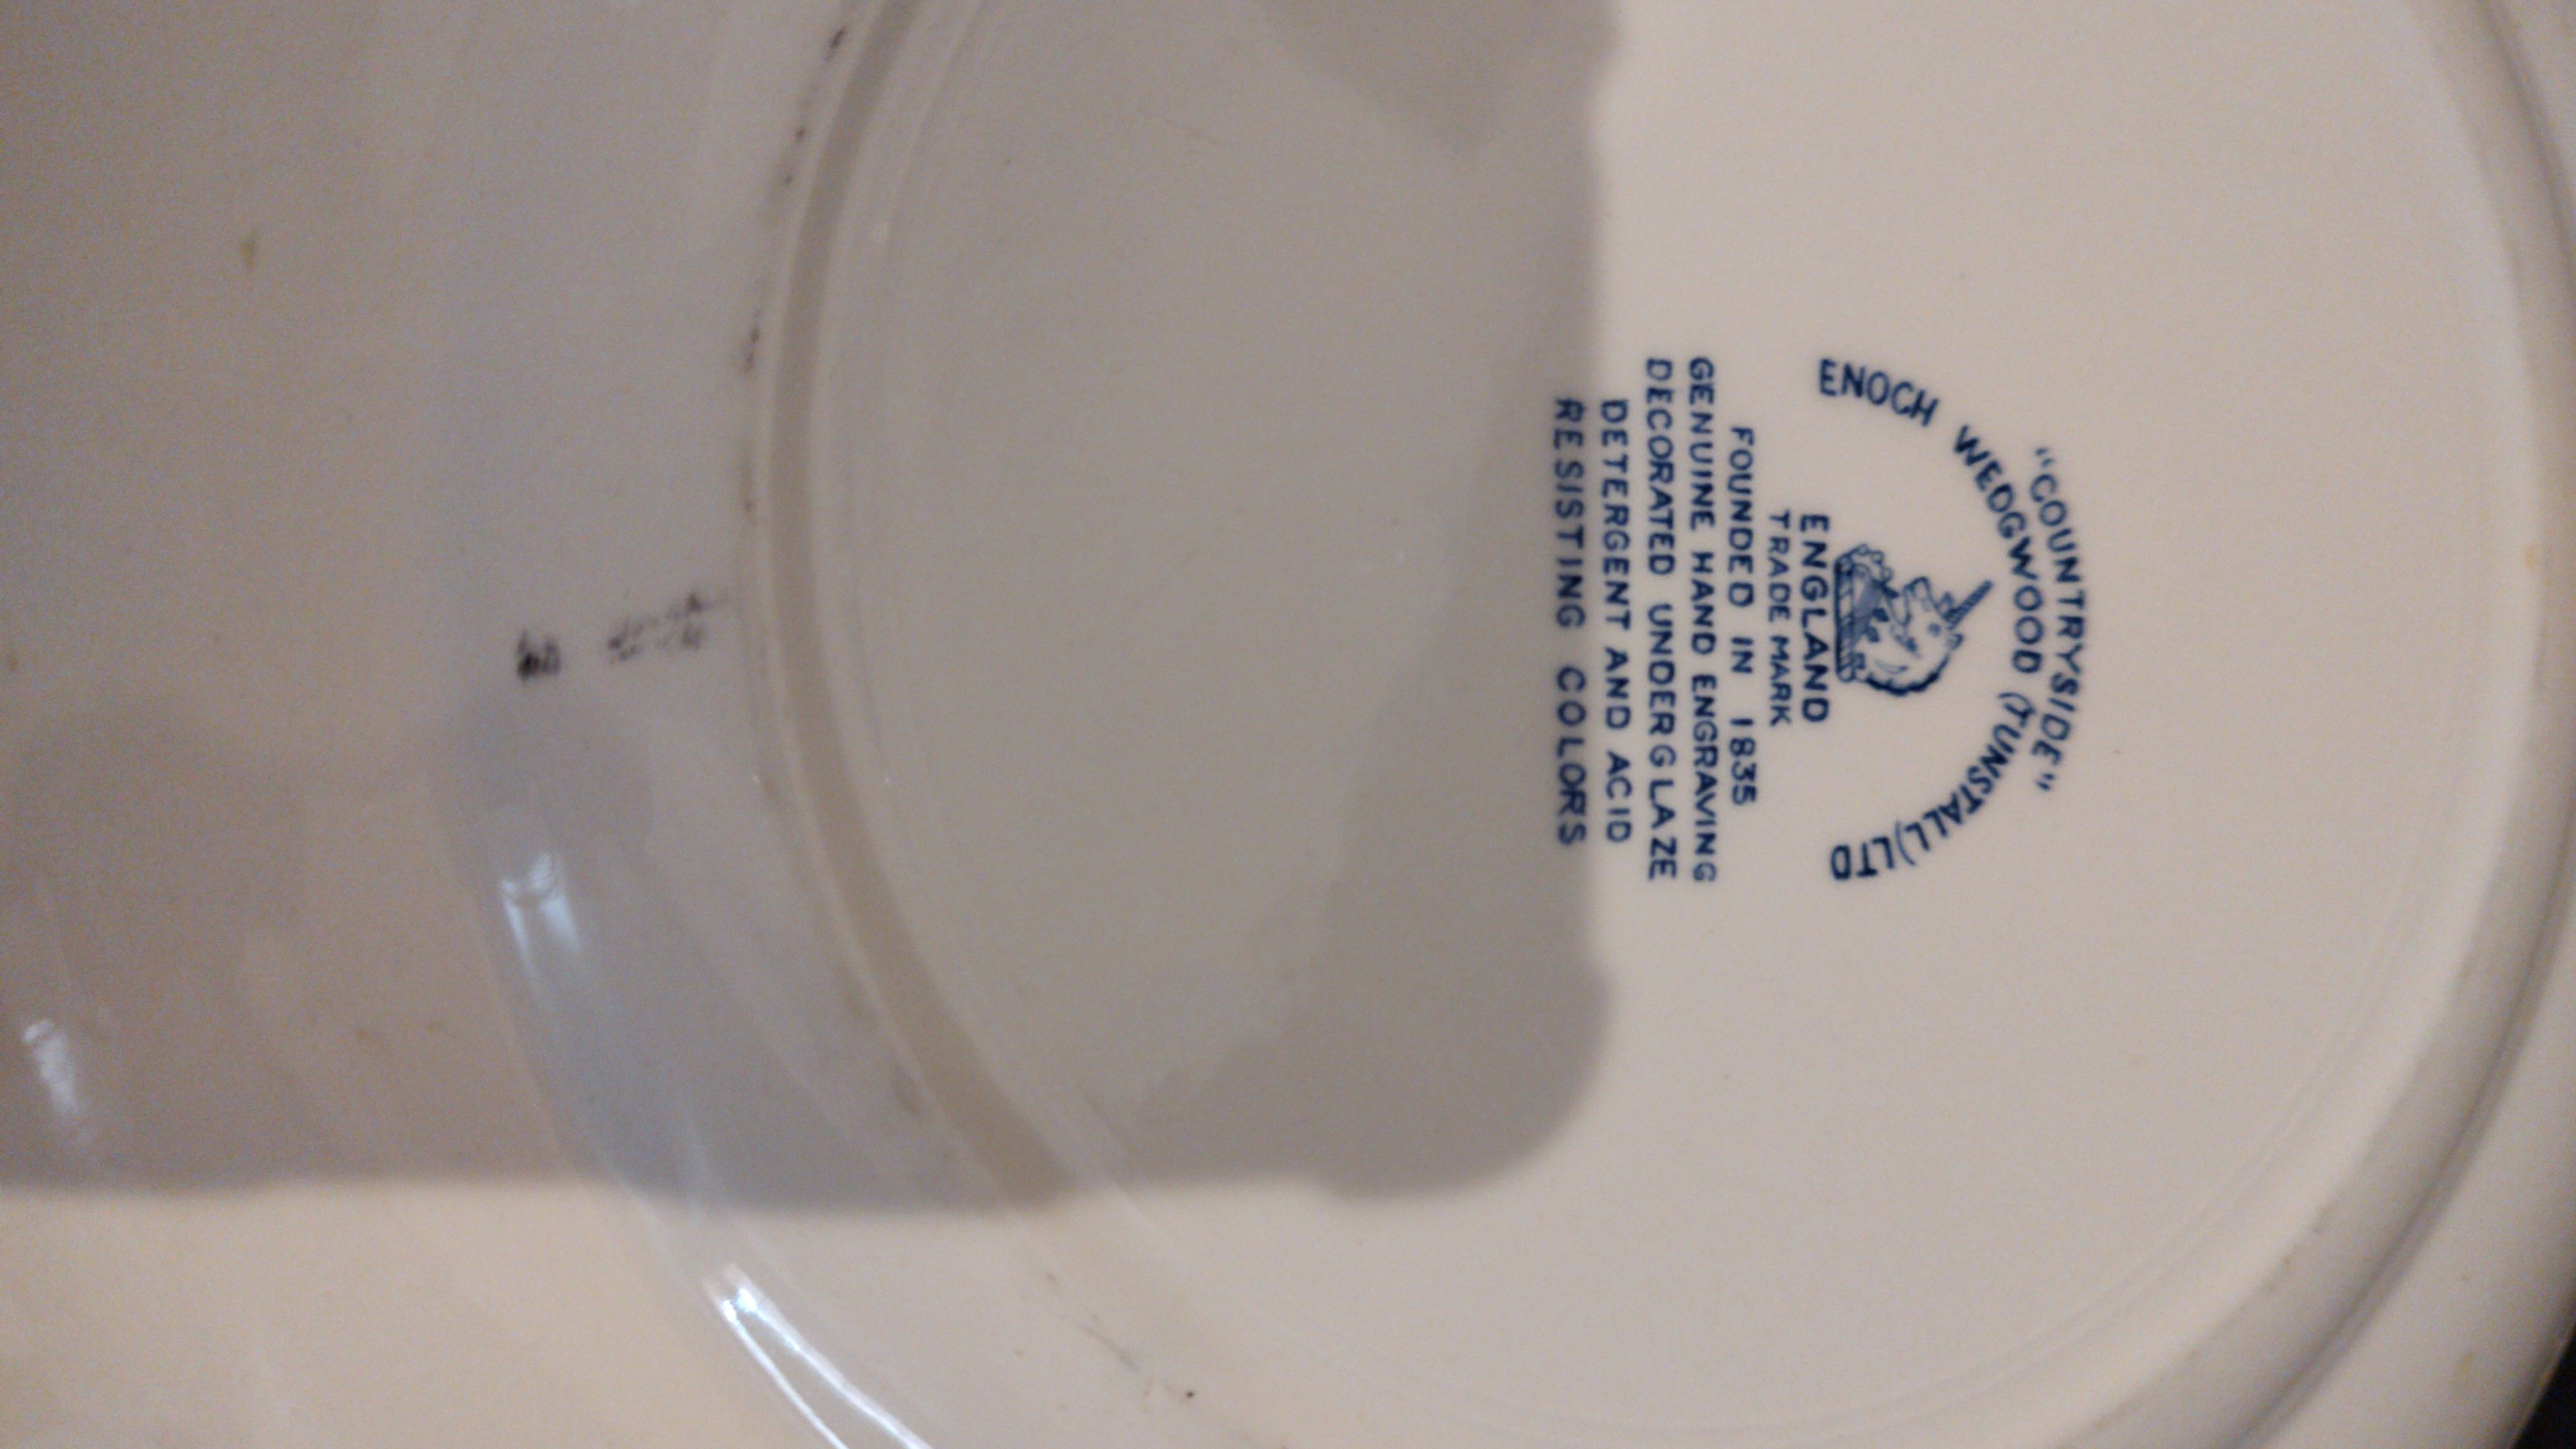 "COUNTRYSIDE"
ENOCH WEDGWOOD (TUNSTALL) LTD
ENGLAND
TRADE MARK
FOUNDED IN 1835
GENUINE HAND ENGRAVING
DECORATED UNDERGLAZE
DETERGENT AND ACID
RESISTING COLORS